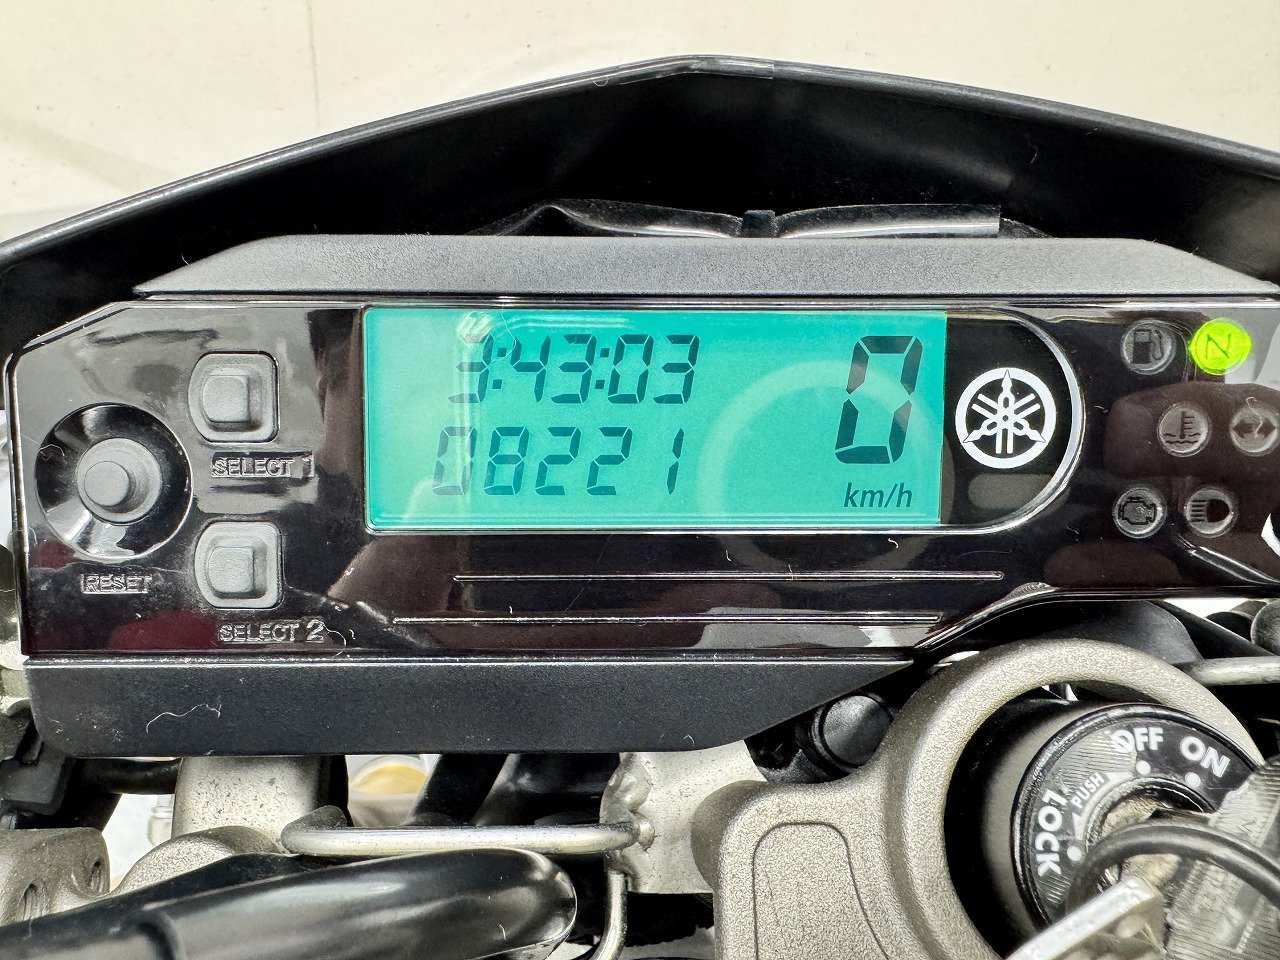 3:43:03
08221
0
km/h
N
SELECT 1
RESET
SELECT 2
OFF
ON
PUSH
LOCK